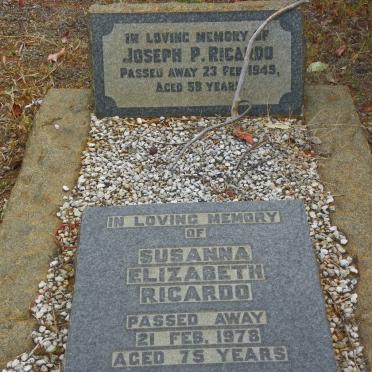 IN LOVING MEMORY OF
JOSEPH P. RICARDO
PASSED AWAY 23 FEB 1949,
AGED 58 YEARS
IN LOVING MEMORY
OF
SUSANNA
ELIZABETH
RICARDO
PASSED AWAY
21 FEB. 1978
AGED 75 YEARS